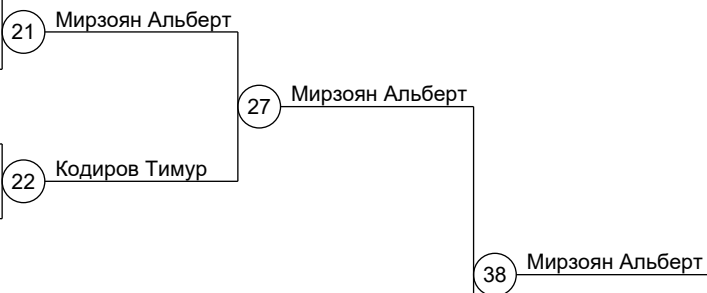 21 Мирзоян Альберт
27 Мирзоян Альберт
22 Кодиров Тимур
38 Мирзоян Альберт